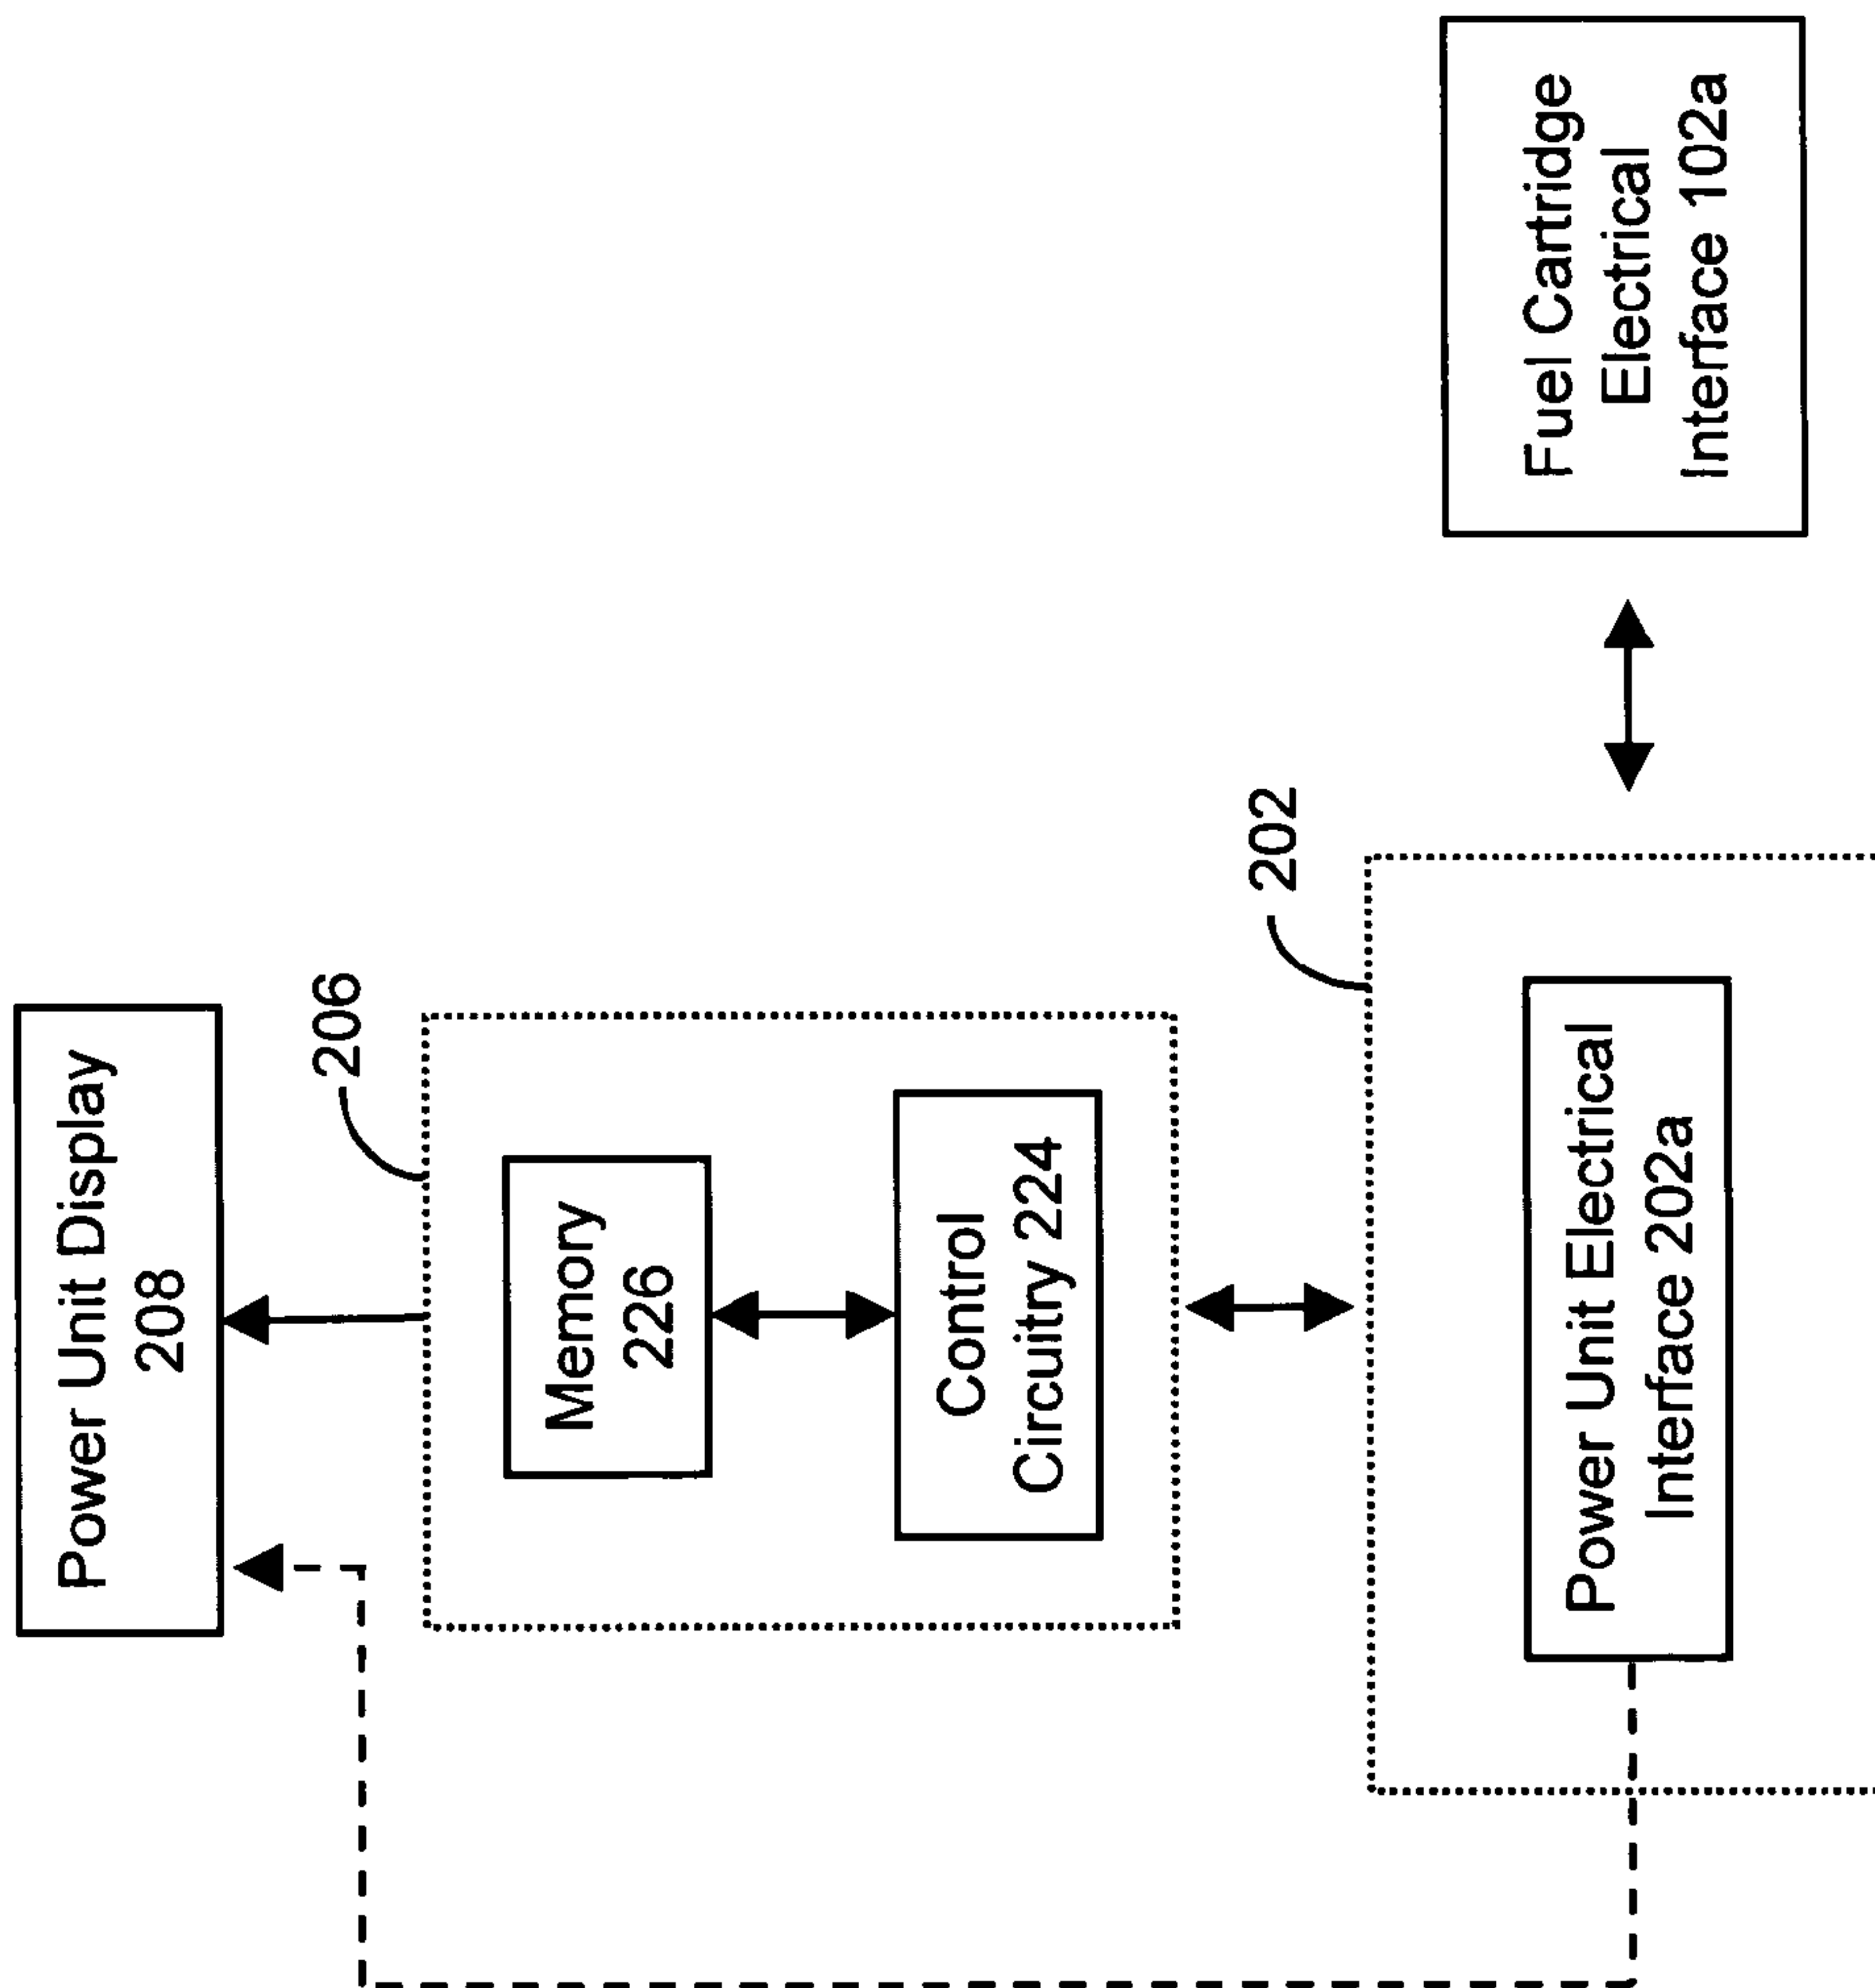 Power Unit Display
208
206
Memory
226
Control
Circuitry 224
202
Power Unit Electrical
Interface 202a
Fuel Cartridge
Electrical
Interface 102a